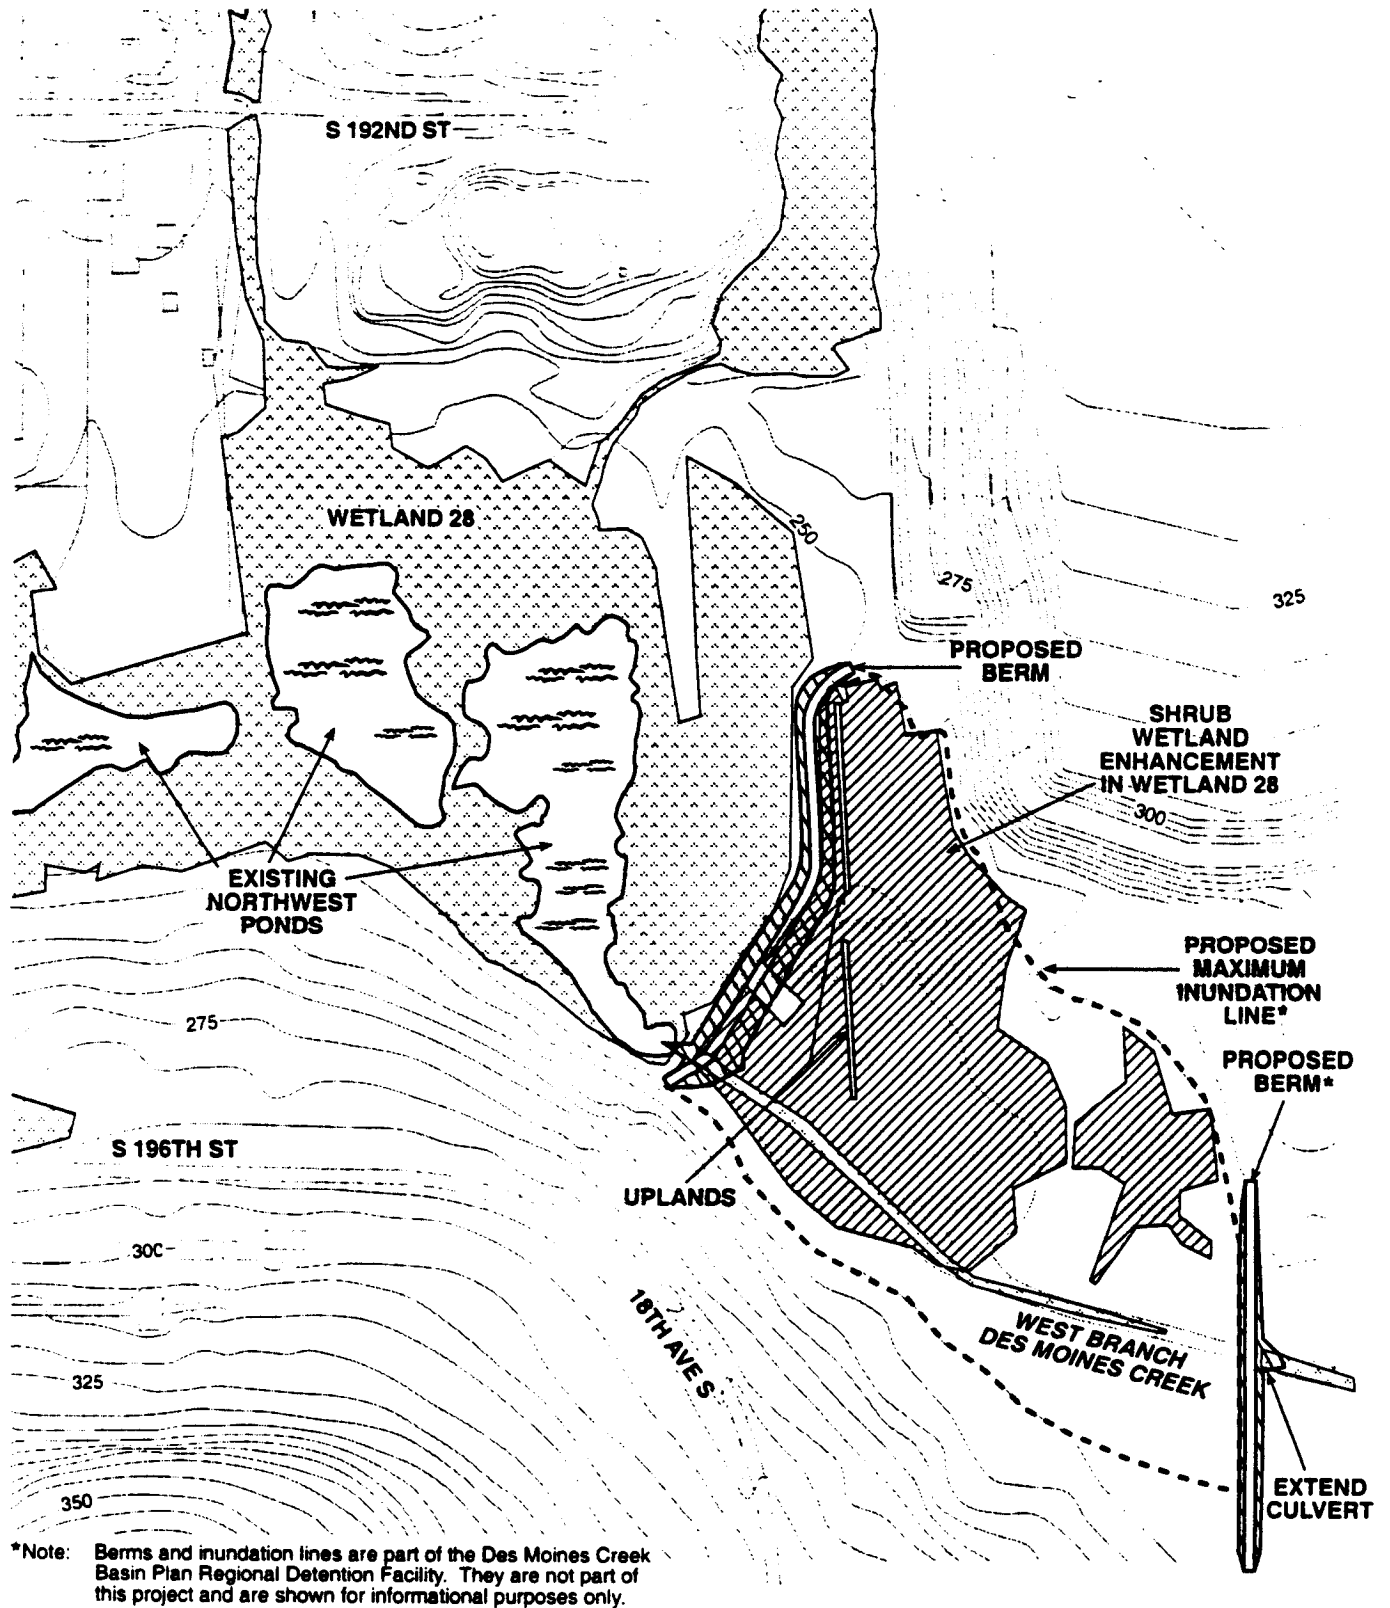 S 192ND ST
WETLAND 28
250
275
325
PROPOSED
BERM
SHRUB
WETLAND
ENHANCEMENT
IN WETLAND 28
300
EXISTING
NORTHWEST
PONDS
PROPOSED
MAXIMUM
INUNDATION
LINE*
275
PROPOSED
BERM*
S 196TH ST
UPLANDS
300
18TH AVE S
WEST BRANCH
DES MOINES CREEK
325
EXTEND
CULVERT
350
*Note: Berms and inundation lines are part of the Des Moines Creek
Basin Plan Regional Detention Facility. They are not part of
this project and are shown for informational purposes only.